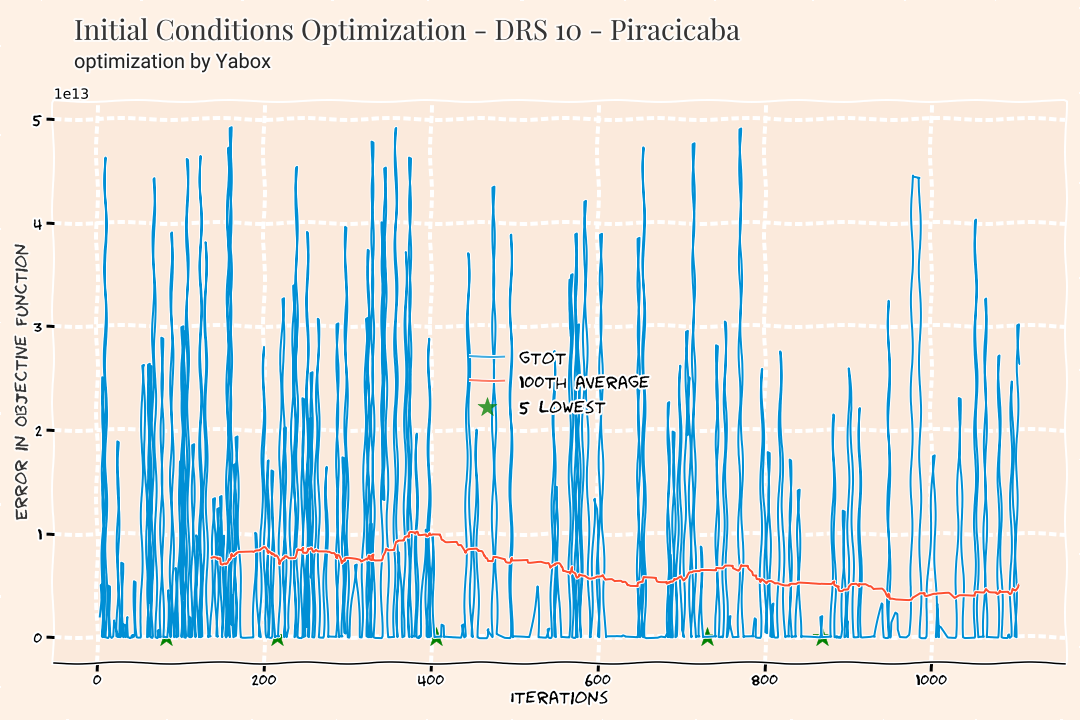 Initial Conditions Optimization - DRS 10 - Piracicaba
optimization by Yabox
1e13
5
4
3
2
1
0
ERROR IN OBJECTIVE FUNCTION
GTOT
100TH AVERAGE
5 LOWEST
0 200 400 600 800 1000
ITERATIONS